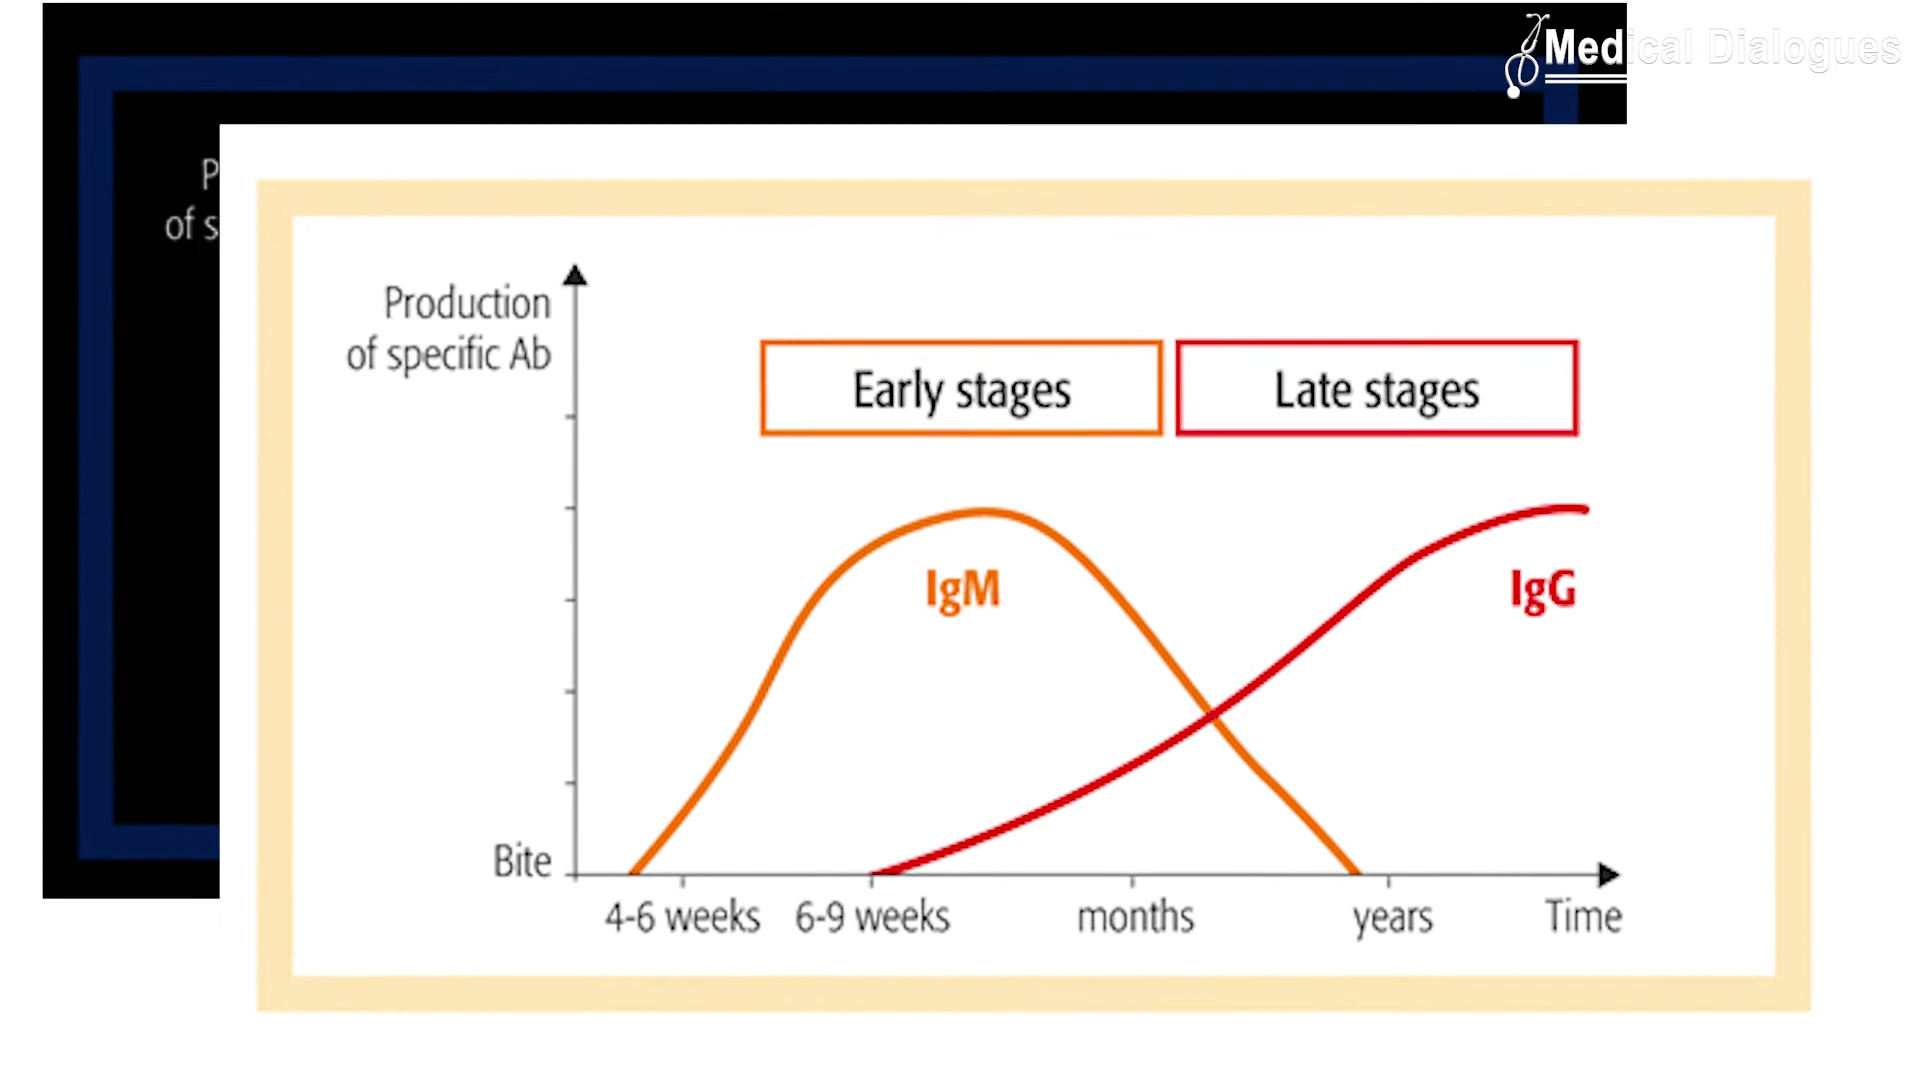 Medical Dialogues
P
of s
Production
of specific Ab
Early stages
Late stages
IgM
IgG
Bite
4-6 weeks
6-9 weeks
months
years
Time